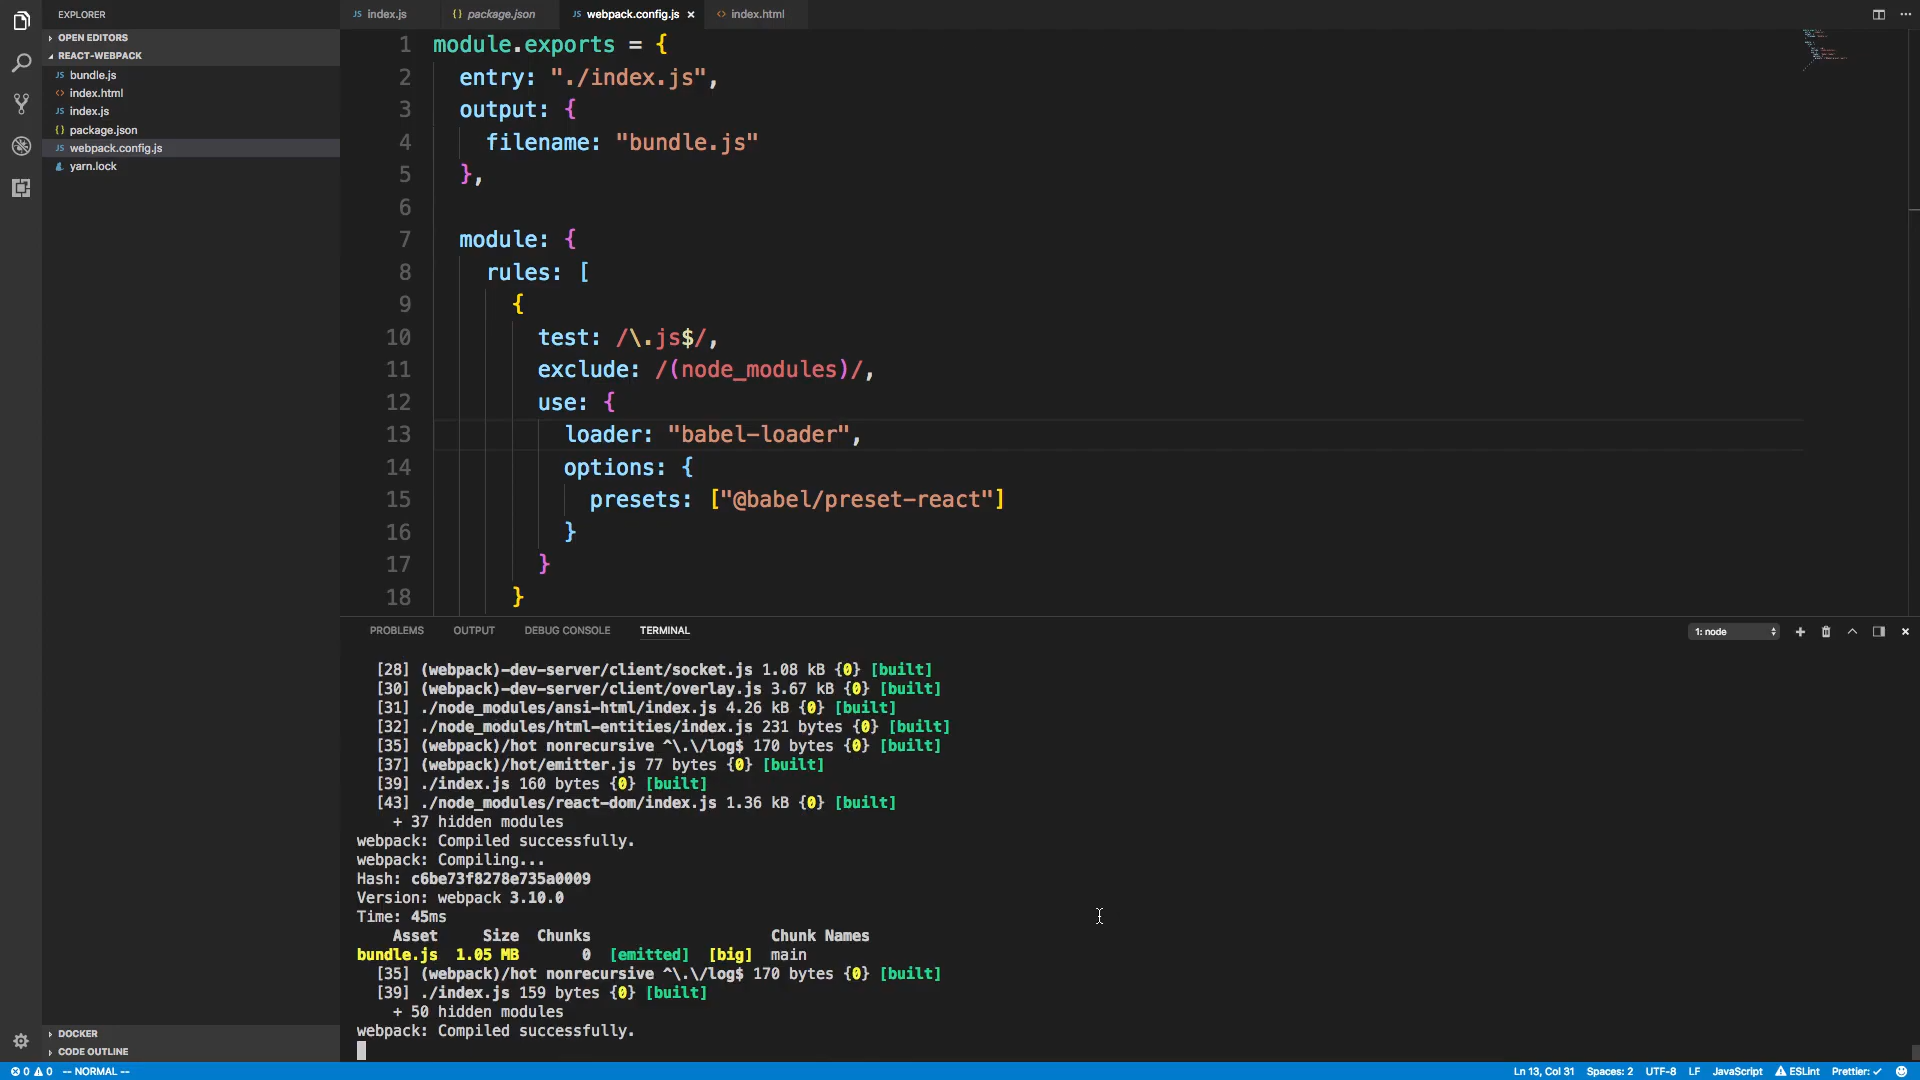 EXPLORER
OPEN EDITORS
REACT-WEBPACK
JS bundle.js
<> index.html
JS index.js
{} package.json
JS webpack.config.js
yarn.lock
DOCKER
CODE OUTLINE
JS index.js
{} package.json
JS webpack.config.js ×
<> index.html
1 module.exports = {
2 entry: "./index.js",
3 output: {
4 filename: "bundle.js"
5 },
6
7 module: {
8 rules: [
9 {
10 test: /\.js$/,
11 exclude: /(node_modules)/,
12 use: {
13 loader: "babel-loader",
14 options: {
15 presets: ["@babel/preset-react"]
16 }
17 }
18 }
PROBLEMS OUTPUT DEBUG CONSOLE TERMINAL
1: node
[28] (webpack)-dev-server/client/socket.js 1.08 kB {0} [built]
[30] (webpack)-dev-server/client/overlay.js 3.67 kB {0} [built]
[31] ./node_modules/ansi-html/index.js 4.26 kB {0} [built]
[32] ./node_modules/html-entities/index.js 231 bytes {0} [built]
[35] (webpack)/hot nonrecursive ^\.\/log$ 170 bytes {0} [built]
[37] (webpack)/hot/emitter.js 77 bytes {0} [built]
[39] ./index.js 160 bytes {0} [built]
[43] ./node_modules/react-dom/index.js 1.36 kB {0} [built]
+ 37 hidden modules
webpack: Compiled successfully.
webpack: Compiling...
Hash: c6be73f8278e735a0009
Version: webpack 3.10.0
Time: 45ms
Asset Size Chunks Chunk Names
bundle.js 1.05 MB 0 [emitted] [big] main
[35] (webpack)/hot nonrecursive ^\.\/log$ 170 bytes {0} [built]
[39] ./index.js 159 bytes {0} [built]
+ 50 hidden modules
webpack: Compiled successfully.
0 0 -- NORMAL --
Ln 13, Col 31 Spaces: 2 UTF-8 LF JavaScript ESLint Prettier: ✓